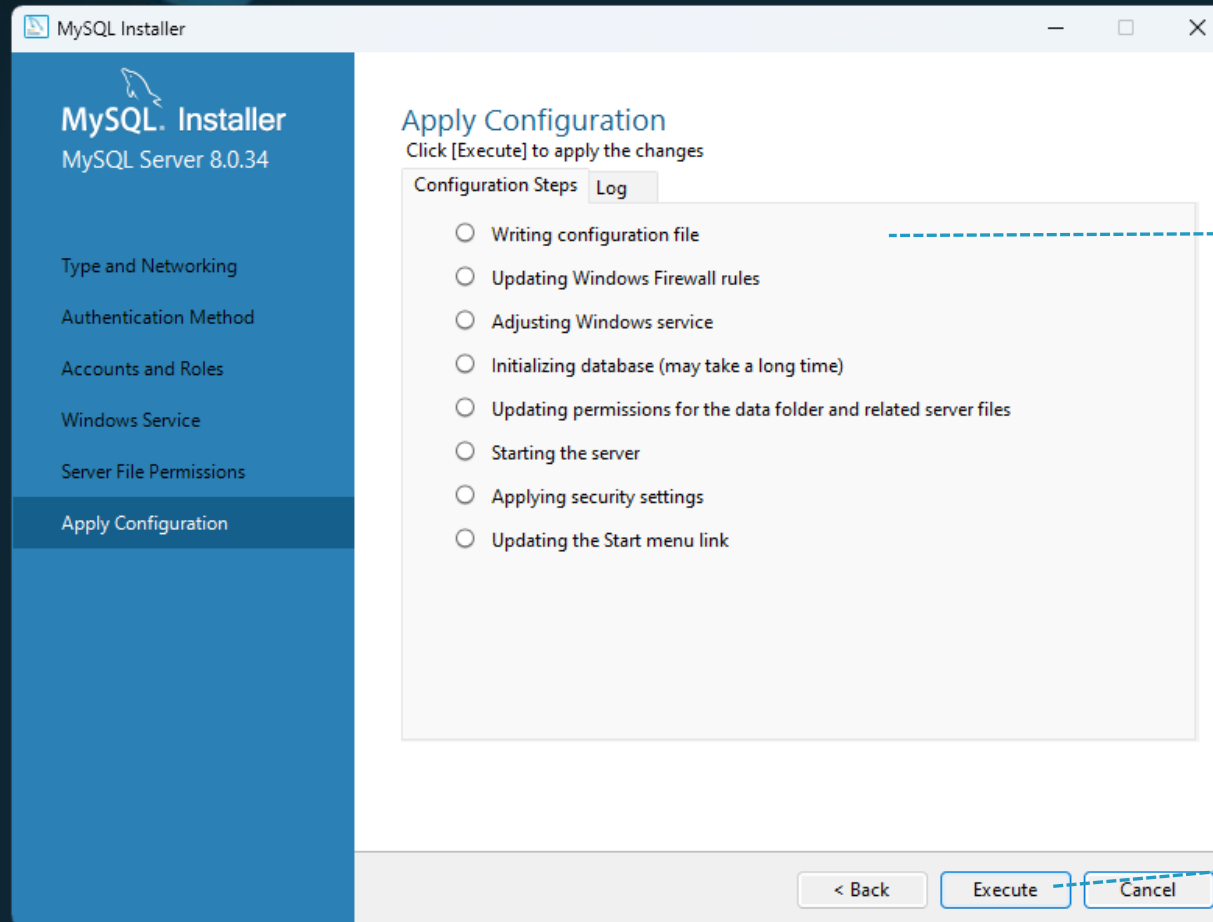 MySQL Installer
MySQL. Installer
MySQL Server 8.0.34
Type and Networking
Authentication Method
Accounts and Roles
Windows Service
Server File Permissions
Apply Configuration
Apply Configuration
Click [Execute] to apply the changes
Configuration Steps Log
Writing configuration file
Updating Windows Firewall rules
Adjusting Windows service
Initializing database (may take a long time)
Updating permissions for the data folder and related server files
Starting the server
Applying security settings
Updating the Start menu link
< Back Execute Cancel